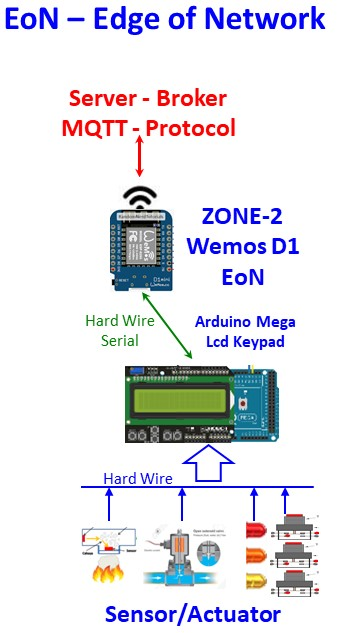 EoN – Edge of Network
Server - Broker
MQTT - Protocol
ZONE-2
Wemos D1
EoN
Hard Wire
Serial
Arduino Mega
Lcd Keypad
Hard Wire
Sensor/Actuator